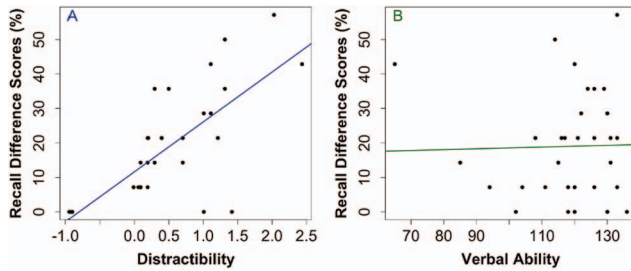 A
Recall Difference Scores (%)
50
40
30
20
10
0
-1.0 0.0 0.5 1.0 1.5 2.0 2.5
Distractibility
B
Recall Difference Scores (%)
50
40
30
20
10
0
70 80 90 110 130
Verbal Ability